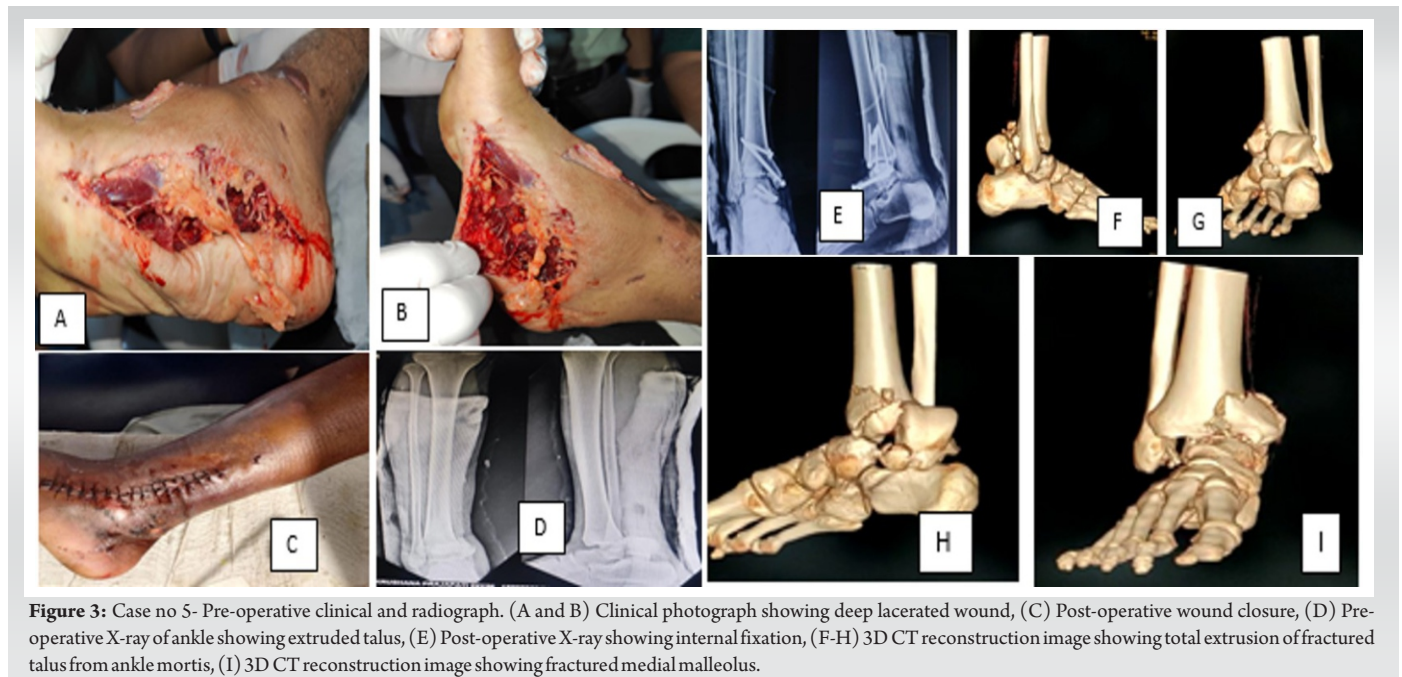 A
B
C
D
E
F
G
H
I
Figure 3: Case no 5- Pre-operative clinical and radiograph. (A and B) Clinical photograph showing deep lacerated wound, (C) Post-operative wound closure, (D) Pre-
operative X-ray of ankle showing extruded talus, (E) Post-operative X-ray showing internal fixation, (F-H) 3D CT reconstruction image showing total extrusion of fractured
talus from ankle mortis, (I) 3D CT reconstruction image showing fractured medial malleolus.